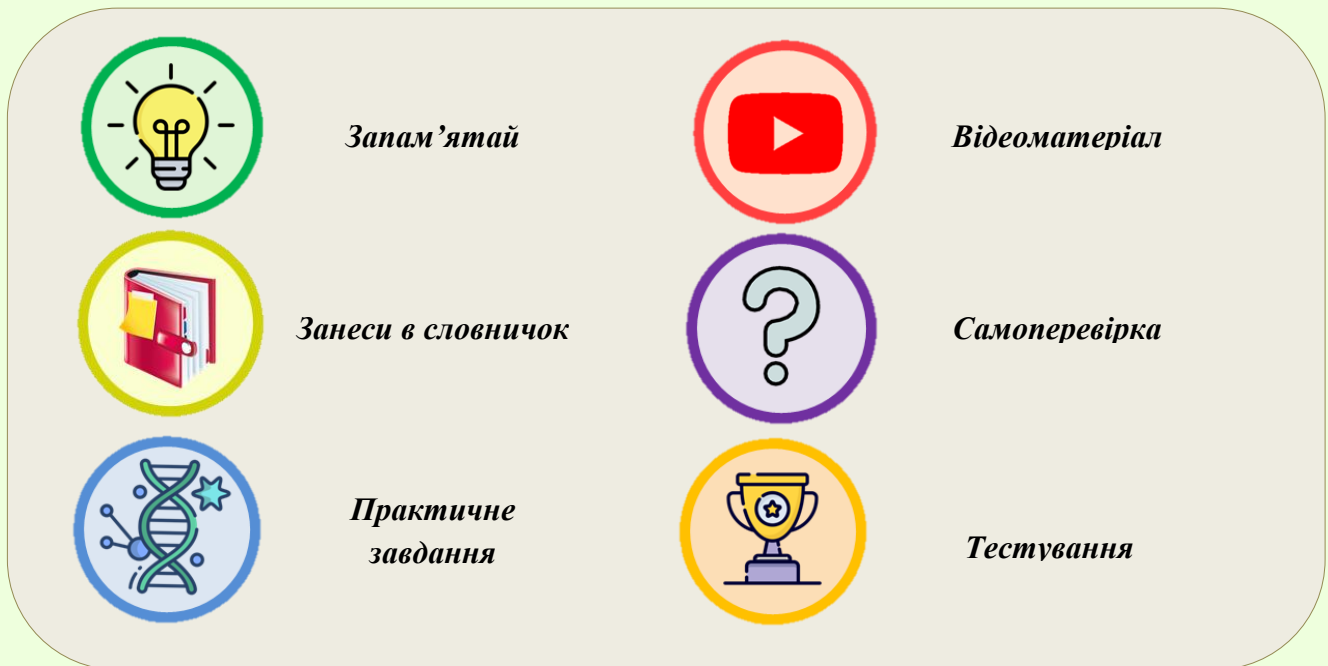 Запам’ятай
Відеоматеріал
Занеси в словничок
Самоперевірка
Практичне
завдання
Тестування